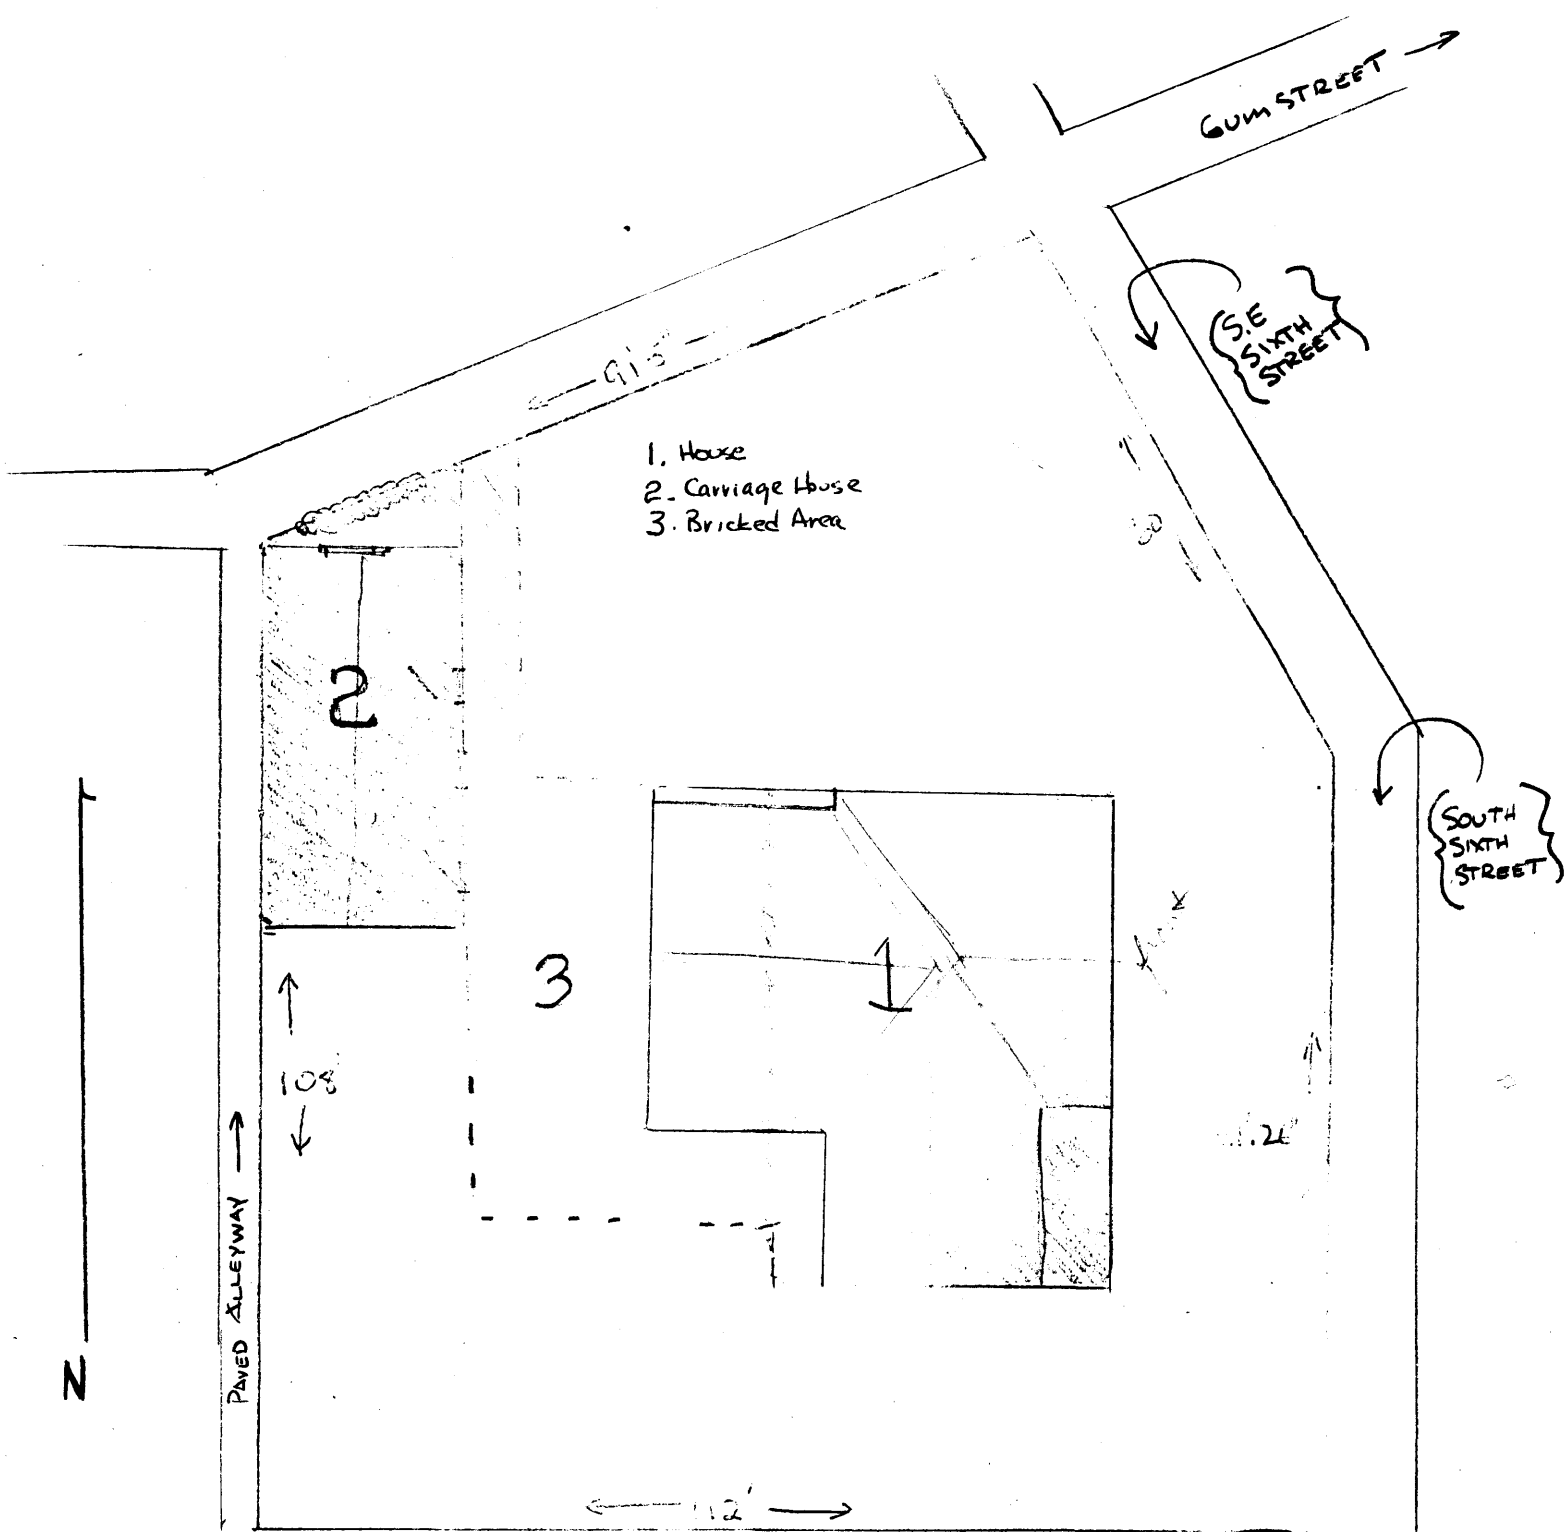 GUM STREET
S.E
SIXTH
STREET
1. House
2. Carriage House
3. Bricked Area
2
SOUTH
SIXTH
STREET
3
1
108'
PAVED ALLEYWAY
N
112'